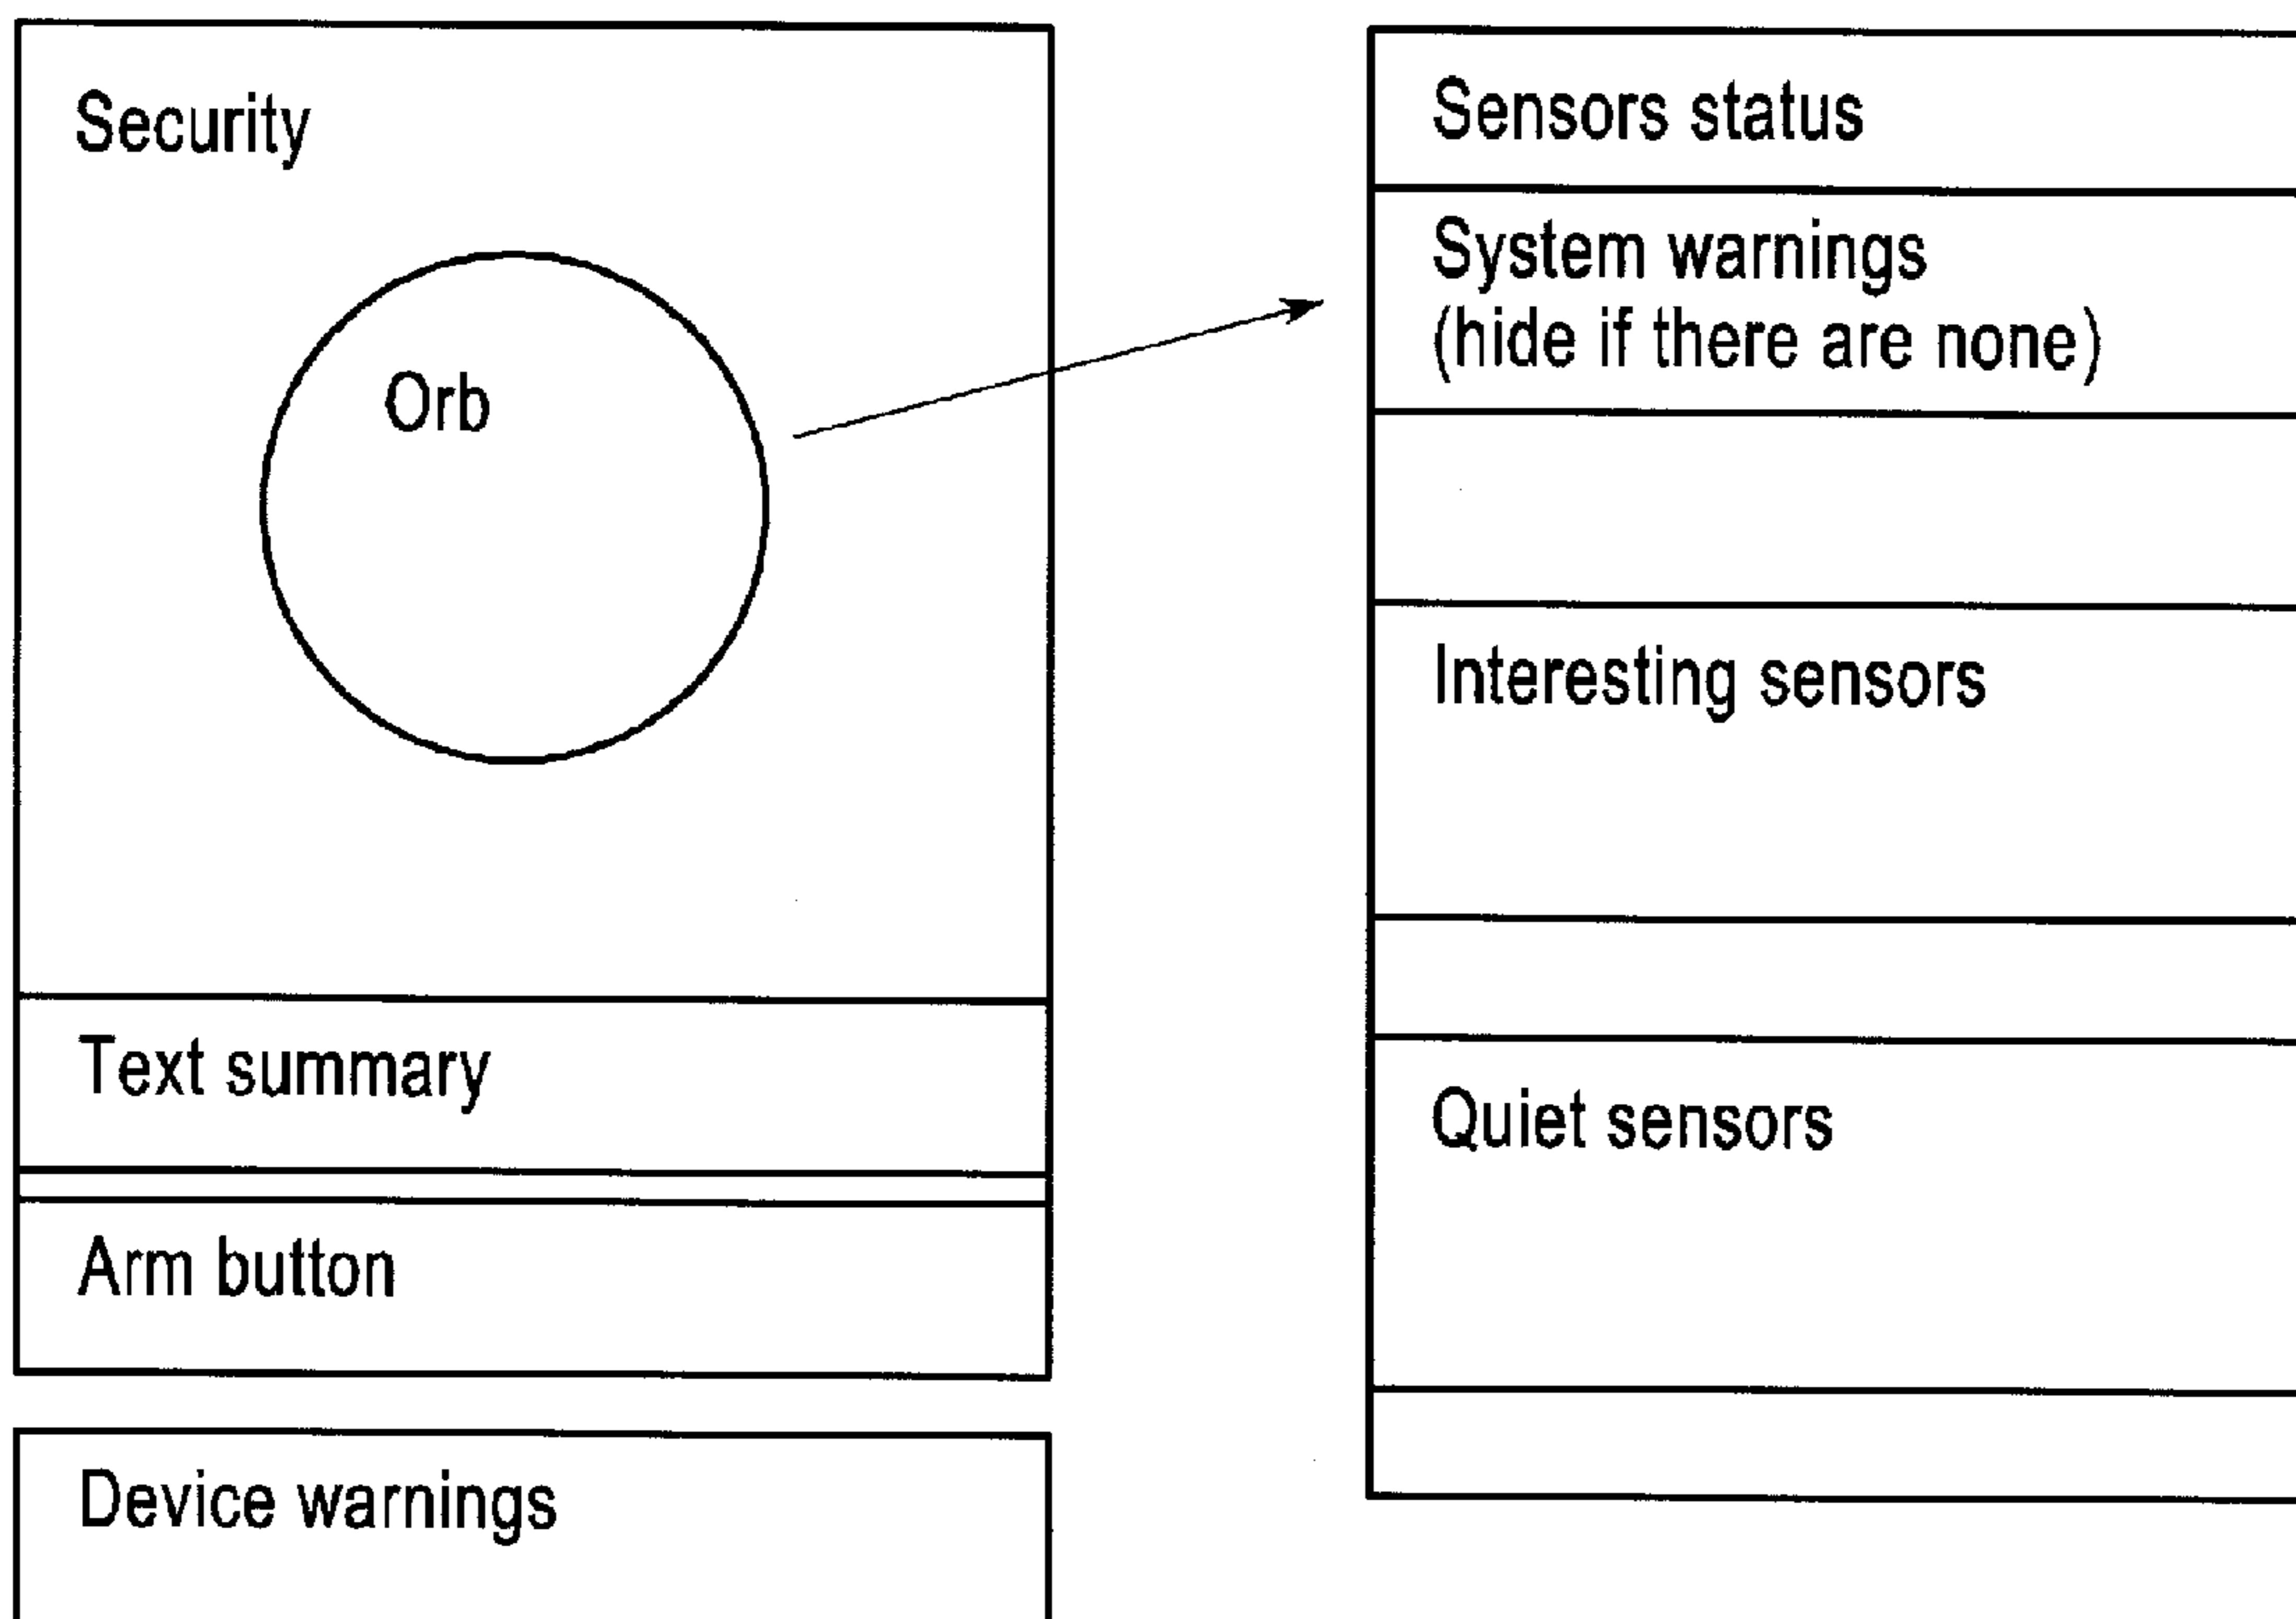 Security
Orb
Text summary
Arm button
Device warnings
Sensors status
System warnings
(hide if there are none)
Interesting sensors
Quiet sensors